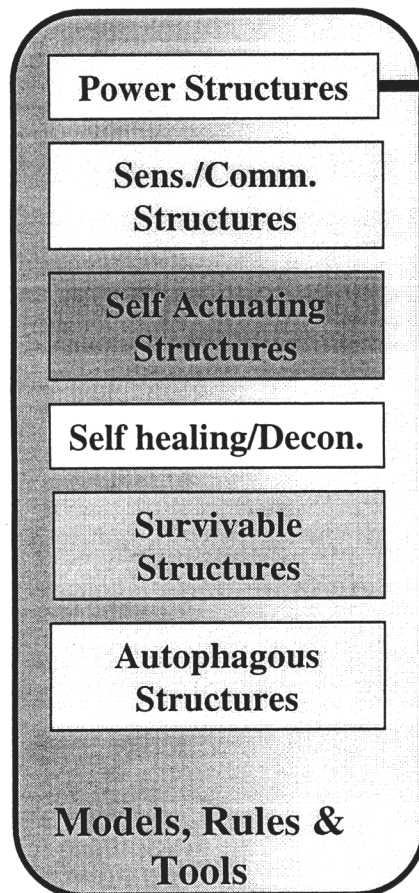 Power Structures
Sens./Comm.
Structures
Self Actuating
Structures
Self healing/Decon.
Survivable
Structures
Autophagous
Structures
Models, Rules &
Tools